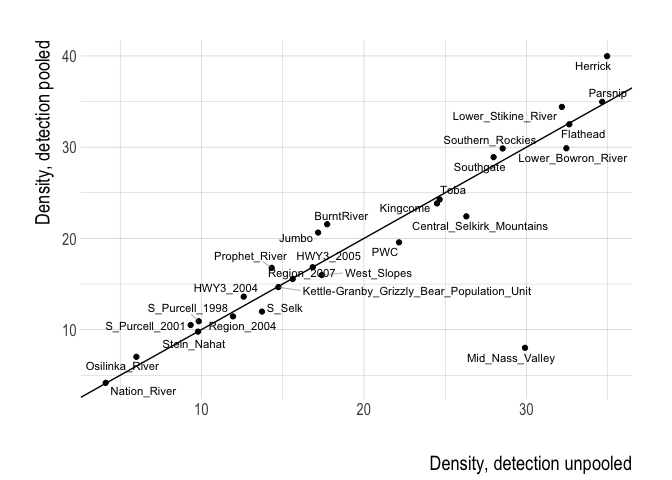 Density, detection pooled
40
Herrick
Parsnip
Lower_Stikine_River
Flathead
Southern_Rockies
30
Lower_Bowron_River
Southgate
Toba
Kingcome
BurntRiver
Central_Selkirk_Mountains
Jumbo
20
PWC
Prophet_River
HWY3_2005
Region_2007
West_Slopes
HWY3_2004
Kettle-Granby_Grizzly_Bear_Population_Unit
S_Purcell_1998
S_Selk
S_Purcell_2001
Region_2004
10
Stein_Nahat
Mid_Nass_Valley
Osilinka_River
Nation_River
10
20
30
Density, detection unpooled